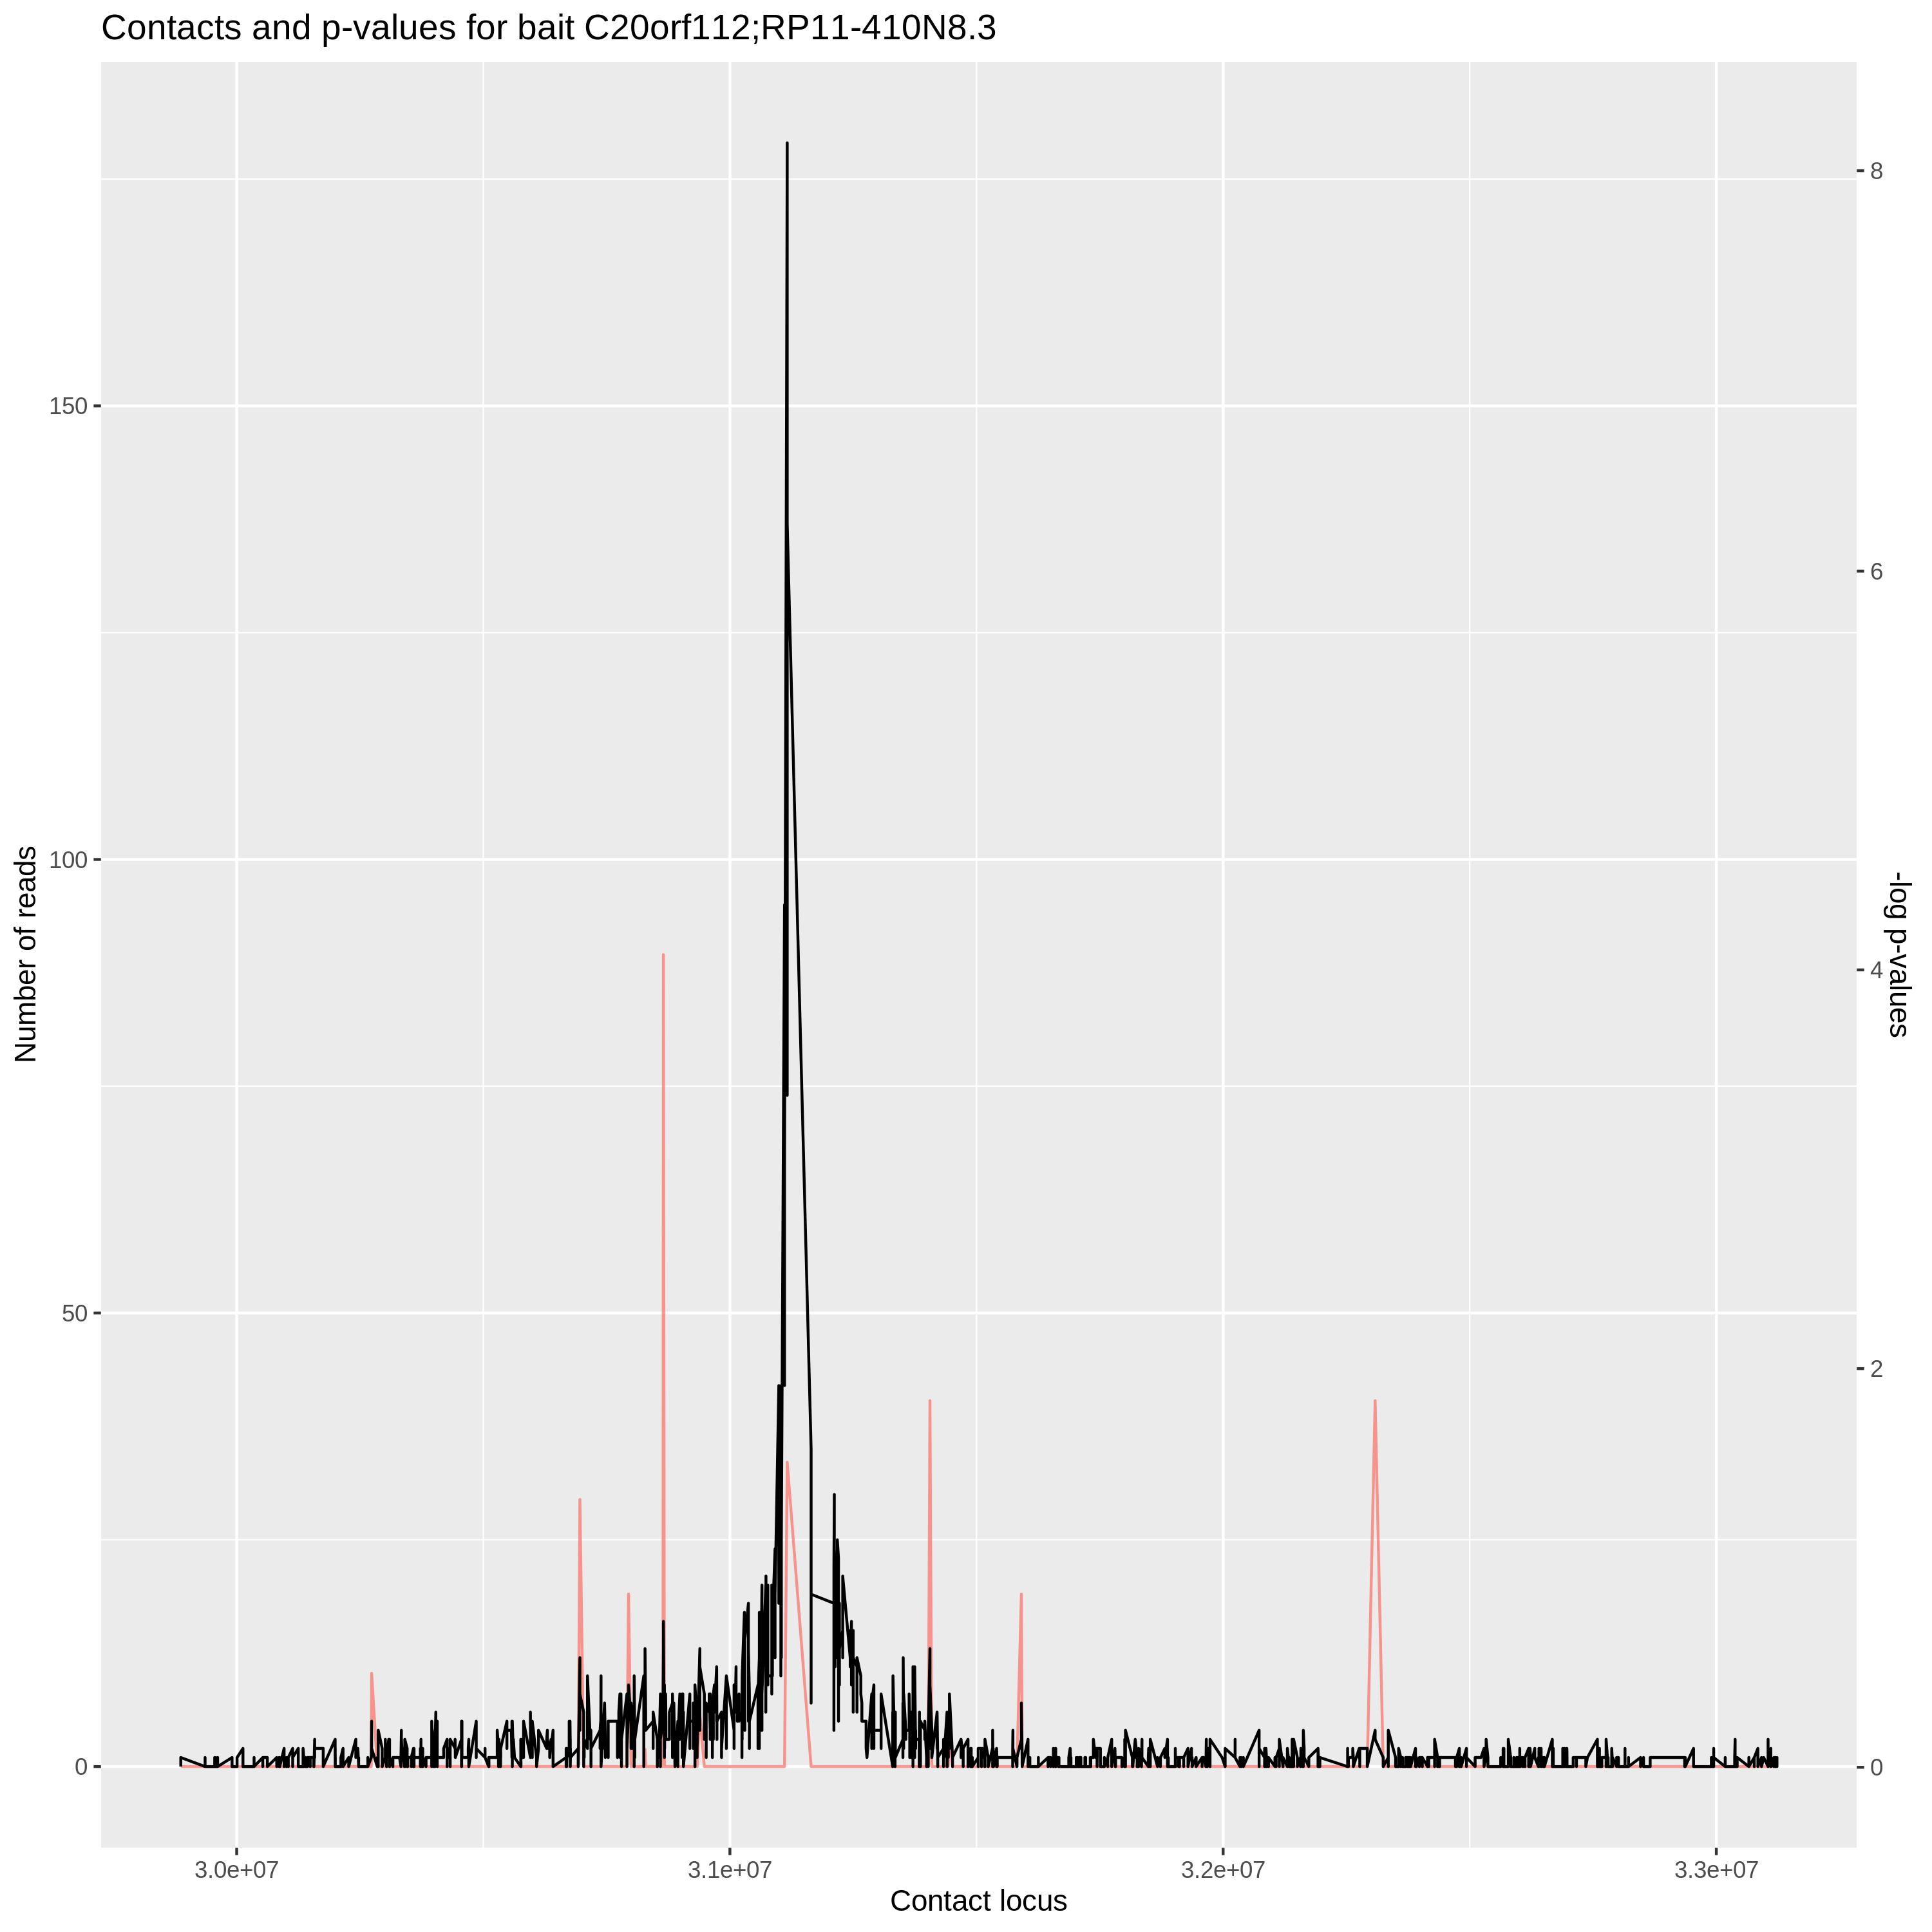 Contacts and p-values for bait C20orf112;RP11-410N8.3
150
100
50
0
Number of reads
8
6
4
2
0
-log p-values
3.0e+07
3.1e+07
3.2e+07
3.3e+07
Contact locus